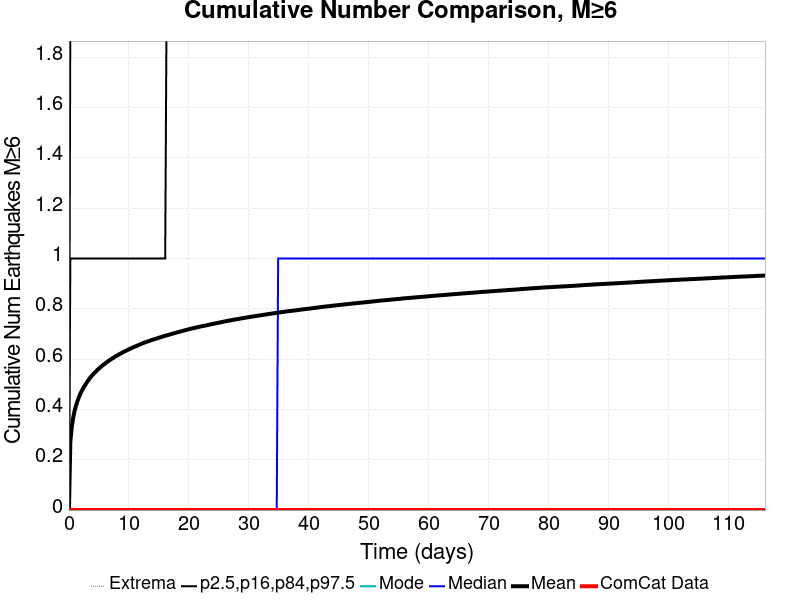 Cumulative Number Comparison, M≥6
Cumulative Num Earthquakes M≥6
1.8
1.6
1.4
1.2
1
0.8
0.6
0.4
0.2
0
0 10 20 30 40 50 60 70 80 90 100 110
Time (days)
Extrema p2.5,p16,p84,p97.5 Mode Median Mean ComCat Data